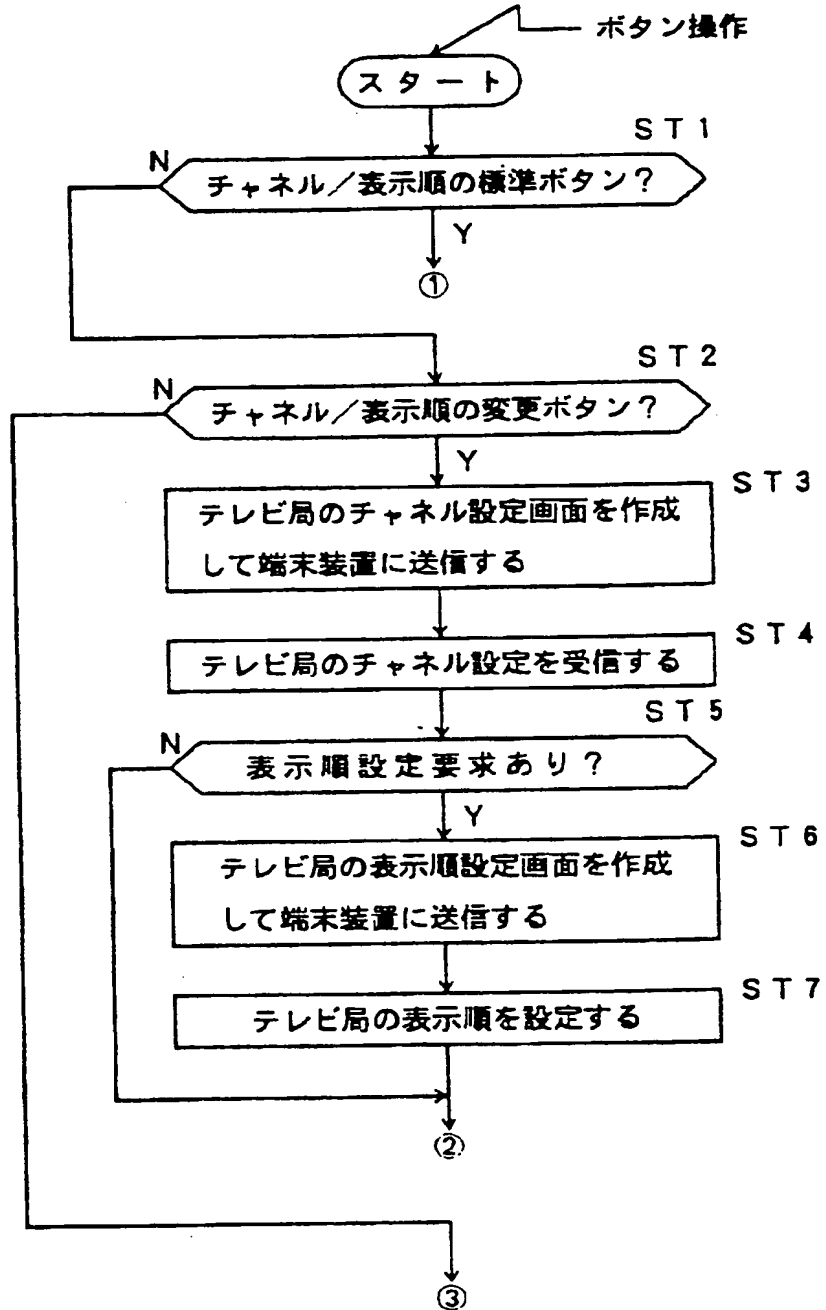 ボタン操作
スタート
ST1
N
チャネル/表示順の標準ボタン?
Y
①
ST2
N
チャネル/表示順の変更ボタン?
Y
ST3
テレビ局のチャネル設定画面を作成
して端末装置に送信する
ST4
テレビ局のチャネル設定を受信する
ST5
N
表示順設定要求あり?
Y
ST6
テレビ局の表示順設定画面を作成
して端末装置に送信する
ST7
テレビ局の表示順を設定する
②
③